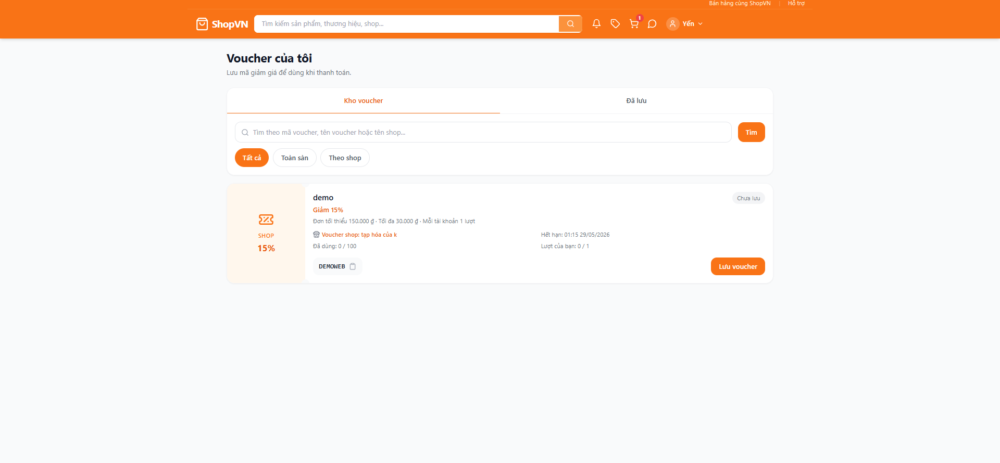 Bán hàng cùng ShopVN | Hỗ trợ
ShopVN
Tìm kiếm sản phẩm, thương hiệu, shop...
1
Yến
Voucher của tôi
Lưu mã giảm giá để dùng khi thanh toán.
Kho voucher
Đã lưu
Tìm theo mã voucher, tên voucher hoặc tên shop...
Tìm
Tất cả
Toàn sàn
Theo shop
SHOP
15%
demo
Chưa lưu
Giảm 15%
Đơn tối thiểu 150.000 ₫ · Tối đa 30.000 ₫ · Mỗi tài khoản 1 lượt
Voucher shop: tạp hóa của k
Hết hạn: 01:15 29/05/2026
Đã dùng: 0 / 100
Lượt của bạn: 0 / 1
DEMOWEB
Lưu voucher